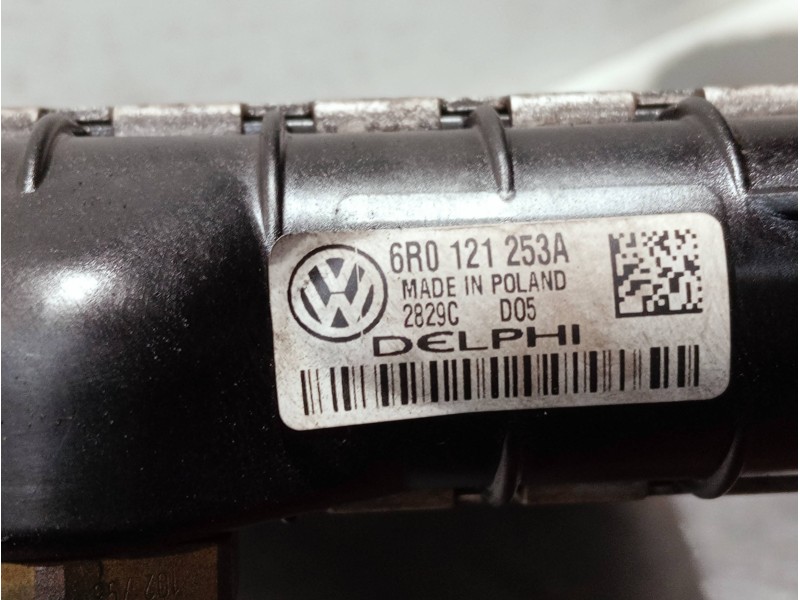 6R0 121 253A
MADE IN POLAND
2829C D05
DELPHI